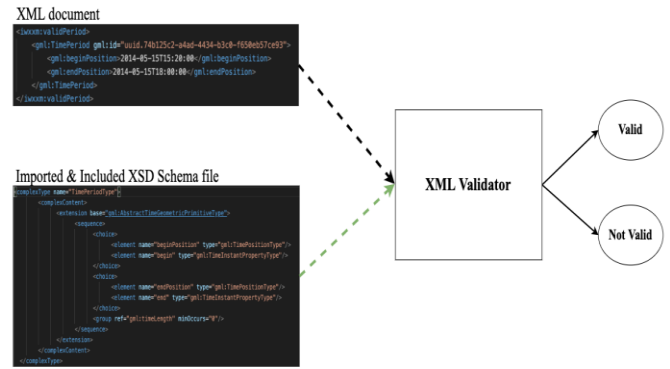 XML document
<iwxxm:validPeriod>
<gml:TimePeriod gml:id="uuid.74b125c2-a4ad-4434-b3c0-f650eb57ce93">
<gml:beginPosition>2014-05-15T15:20:00</gml:beginPosition>
<gml:endPosition>2014-05-15T18:00:00</gml:endPosition>
</gml:TimePeriod>
</iwxxm:validPeriod>
Imported & Included XSD Schema file
<complexType name="TimePeriodType">
<complexContent>
<extension base="gml:AbstractTimeGeometricPrimitiveType">
<sequence>
<choice>
<element name="beginPosition" type="gml:TimePositionType"/>
<element name="begin" type="gml:TimeInstantPropertyType"/>
</choice>
<choice>
<element name="endPosition" type="gml:TimePositionType"/>
<element name="end" type="gml:TimeInstantPropertyType"/>
</choice>
<group ref="gml:timeLength" minOccurs="0"/>
</sequence>
</extension>
</complexContent>
</complexType>
XML Validator
Valid
Not Valid